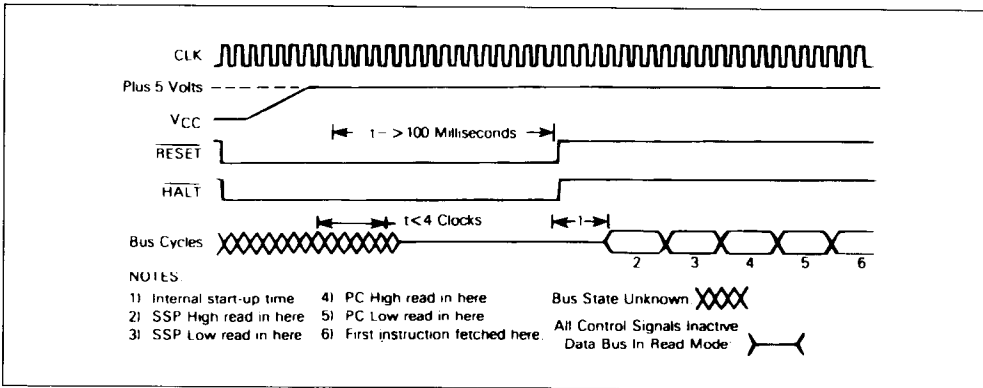 CLK
Plus 5 Volts
VCC
t - > 100 Milliseconds
RESET
HALT
t<4 Clocks
1
Bus Cycles
2 3 4 5 6
NOTES
1) Internal start-up time
2) SSP High read in here
3) SSP Low read in here
4) PC High read in here
5) PC Low read in here
6) First instruction fetched here.
Bus State Unknown
All Control Signals Inactive
Data Bus In Read Mode